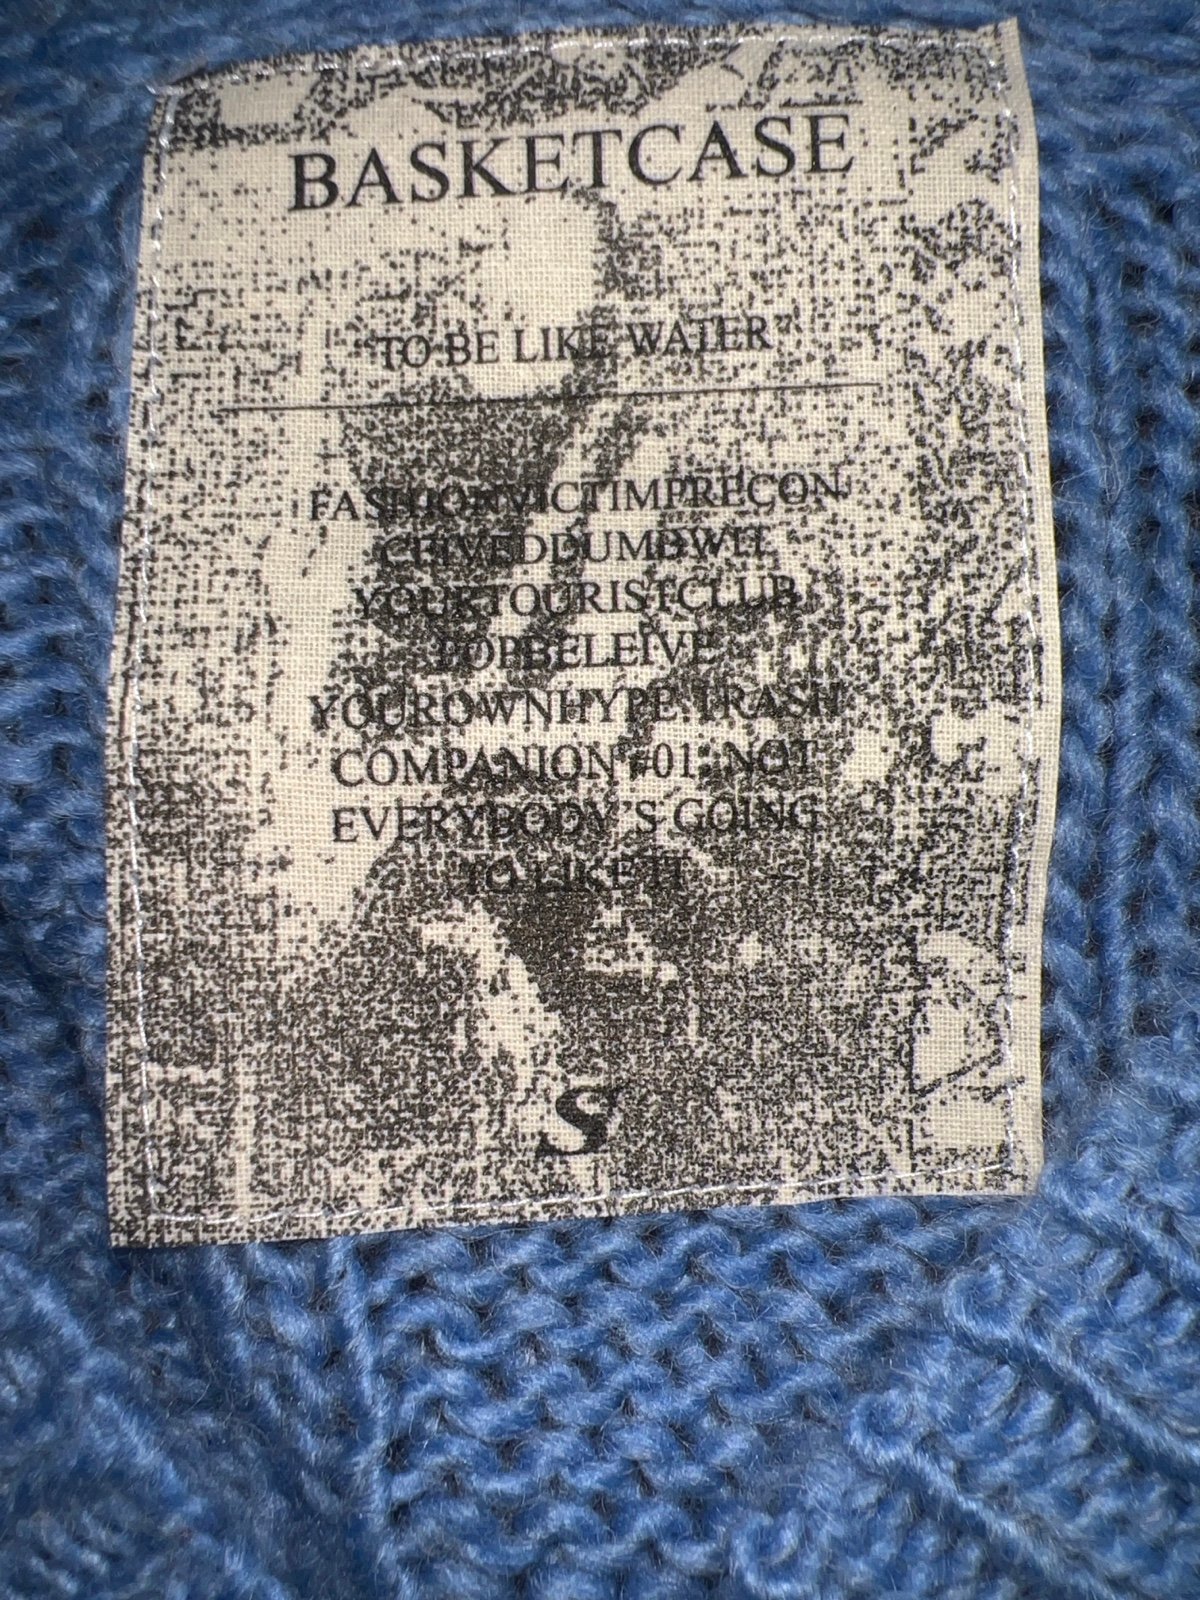 BASKETCASE
"TO BE LIKE WATER"
FASHIONVICTIMPRECON
CEIVEDDUMBWIT
YOURTOURISTCLUB
POPBELEIVE
YOUROWNHYPE TRASH
COMPANION #01: NOT
EVERYBODY'S GOING
TO LIKE IT
S